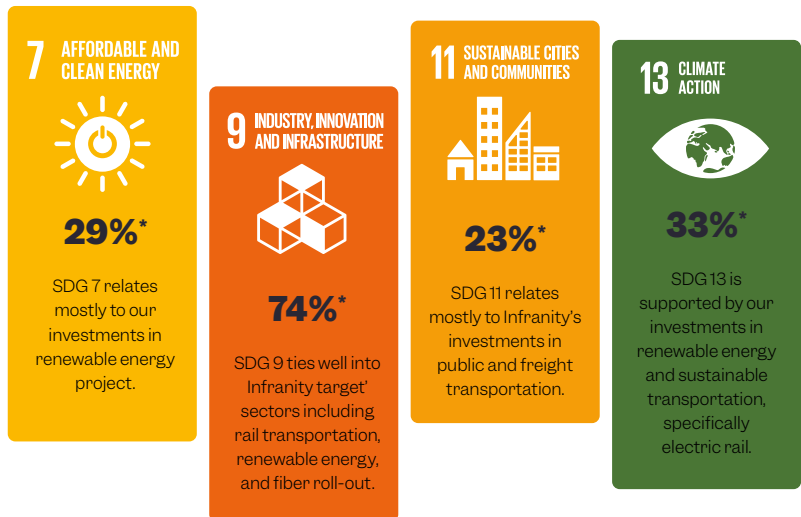 7 AFFORDABLE AND
CLEAN ENERGY
29%*
SDG 7 relates
mostly to our
investments in
renewable energy
project.
9 INDUSTRY, INNOVATION
AND INFRASTRUCTURE
74%*
SDG 9 ties well into
Infranity target'
sectors including
rail transportation,
renewable energy,
and fiber roll-out.
11 SUSTAINABLE CITIES
AND COMMUNITIES
23%*
SDG 11 relates
mostly to Infranity's
investments in
public and freight
transportation.
13 CLIMATE
ACTION
33%*
SDG 13 is
supported by our
investments in
renewable energy
and sustainable
transportation,
specifically
electric rail.